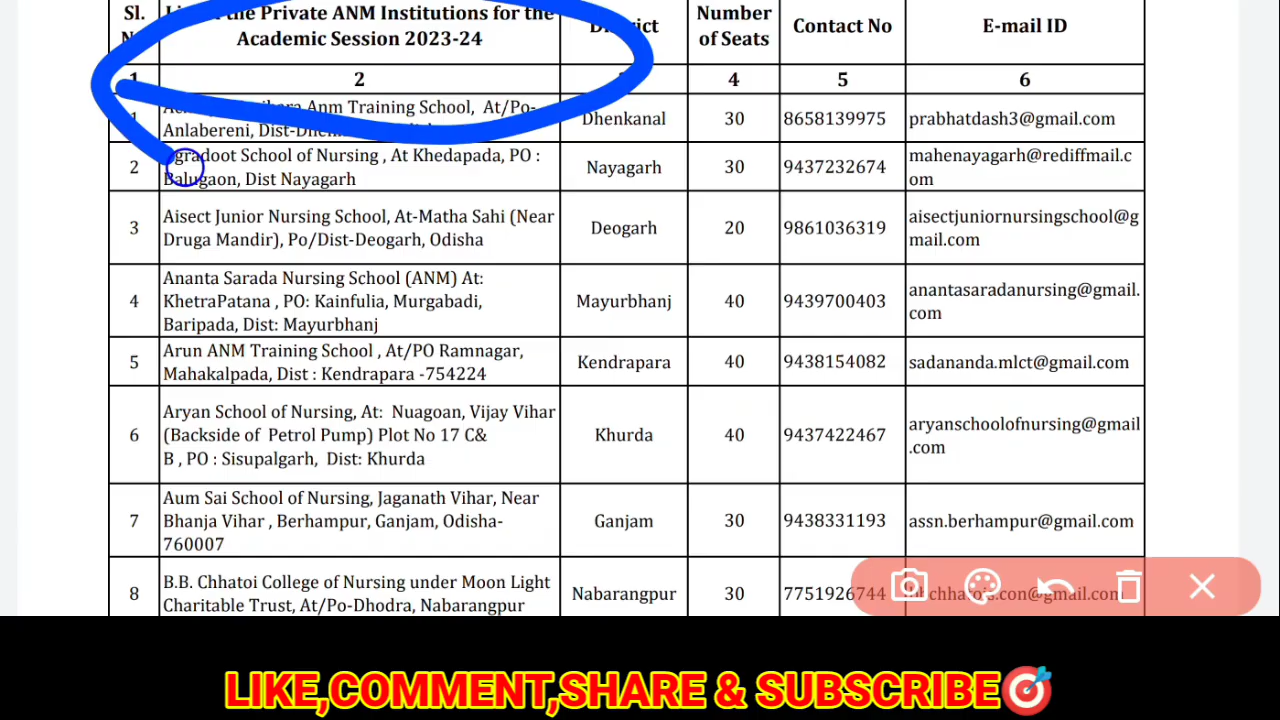 Sl.
the Private ANM Institutions for the
Academic Session 2023-24
Number
of Seats
Contact No
E-mail ID
1 2 4 5 6
1
Anm Training School, At/Po-
Anlabereni,
Dhenkanal
30
8658139975
prabhatdash3@gmail.com
2
School of Nursing , At Khedapada, PO :
Balugaon, Dist Nayagarh
Nayagarh
30
9437232674
mahenayagarh@rediffmail.c
om
3
Aisect Junior Nursing School, At-Matha Sahi (Near
Druga Mandir), Po/Dist-Deogarh, Odisha
Deogarh
20
9861036319
aisectjuniornursingschool@g
mail.com
4
Ananta Sarada Nursing School (ANM) At:
KhetraPatana , PO: Kainfulia, Murgabadi,
Baripada, Dist: Mayurbhanj
Mayurbhanj
40
9439700403
anantasaradanursing@gmail.
com
5
Arun ANM Training School , At/PO Ramnagar,
Mahakalpada, Dist : Kendrapara -754224
Kendrapara
40
9438154082
sadananda.mlct@gmail.com
6
Aryan School of Nursing, At: Nuagoan, Vijay Vihar
(Backside of Petrol Pump) Plot No 17 C&
B , PO : Sisupalgarh, Dist: Khurda
Khurda
40
9437422467
aryanschoolofnursing@gmail
.com
7
Aum Sai School of Nursing, Jaganath Vihar, Near
Bhanja Vihar , Berhampur, Ganjam, Odisha-
760007
Ganjam
30
9438331193
assn.berhampur@gmail.com
8
B.B. Chhatoi College of Nursing under Moon Light
Charitable Trust, At/Po-Dhodra, Nabarangpur
Nabarangpur
30
7751926744
LIKE,COMMENT,SHARE & SUBSCRIBE